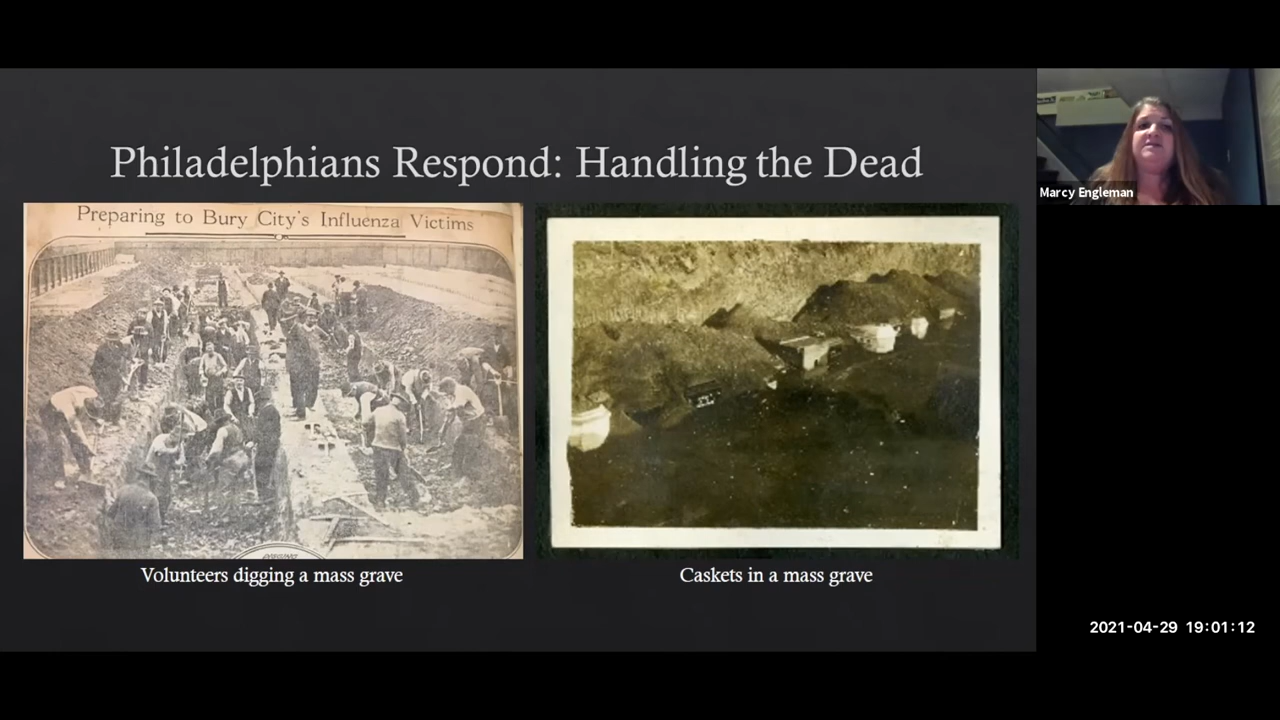 Philadelphians Respond: Handling the Dead
Preparing to Bury City's Influenza Victims
Volunteers digging a mass grave
Caskets in a mass grave
Marcy Engleman
2021-04-29 19:01:12